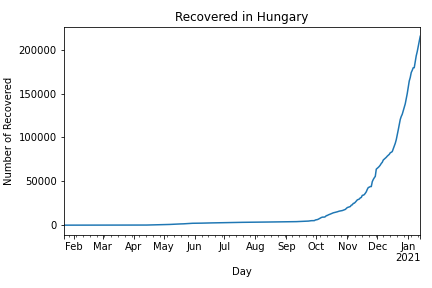 Recovered in Hungary
Number of Recovered
200000
150000
100000
50000
0
Feb Mar Apr May Jun Jul Aug Sep Oct Nov Dec Jan
2021
Day